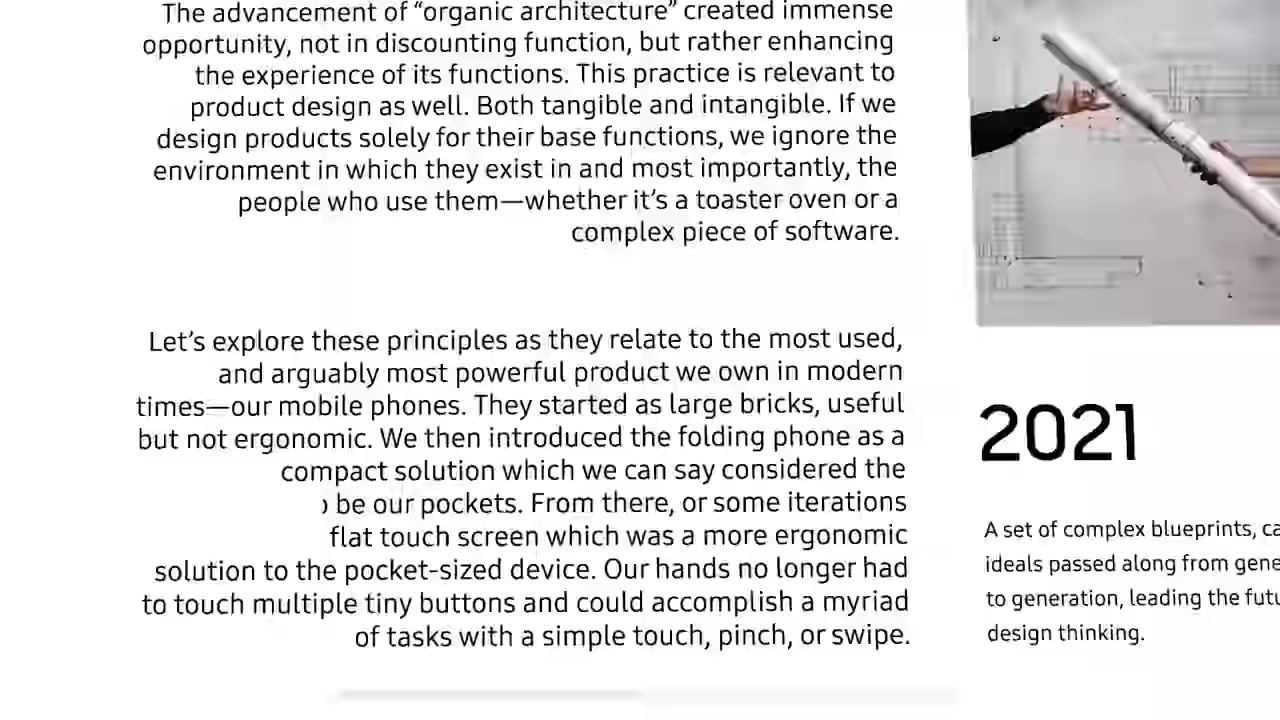 The advancement of “organic architecture” created immense
opportunity, not in discounting function, but rather enhancing
the experience of its functions. This practice is relevant to
product design as well. Both tangible and intangible. If we
design products solely for their base functions, we ignore the
environment in which they exist in and most importantly, the
people who use them—whether it’s a toaster oven or a
complex piece of software.
Let’s explore these principles as they relate to the most used,
and arguably most powerful product we own in modern
times—our mobile phones. They started as large bricks, useful
but not ergonomic. We then introduced the folding phone as a
compact solution which we can say considered the
be our pockets. From there, or some iterations
flat touch screen which was a more ergonomic
solution to the pocket-sized device. Our hands no longer had
to touch multiple tiny buttons and could accomplish a myriad
of tasks with a simple touch, pinch, or swipe.
2021
A set of complex blueprints,
ideals passed along from
to generation, leading the
design thinking.